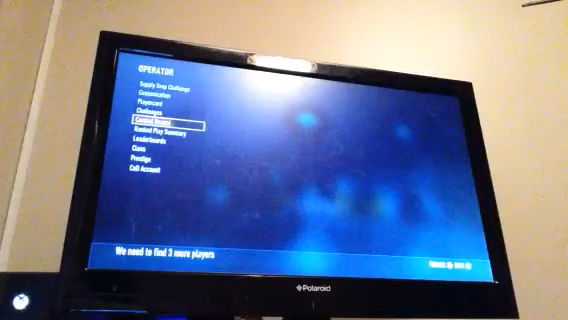 OPERATOR
Supply Drop Challenge
Customization
Playercard
Challenges
Combat Record
Ranked Play Summary
Leaderboards
Clans
Prestige
CoD Account
We need to find 3 more players
Polaroid